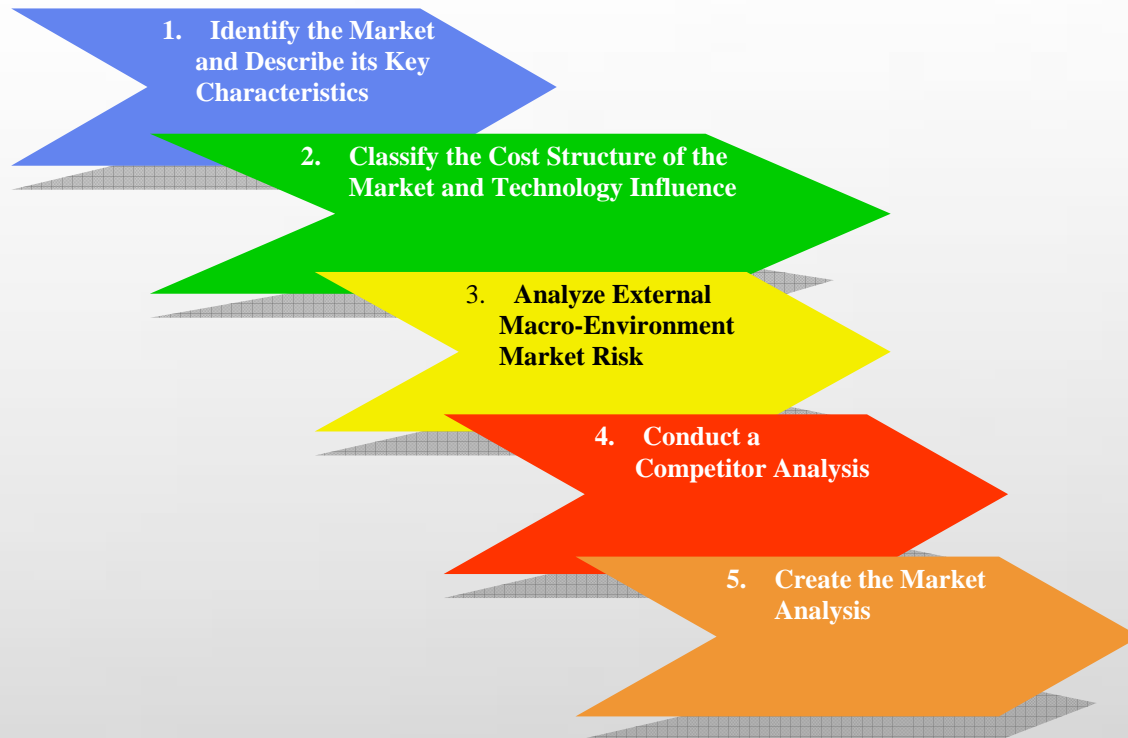 1. Identify the Market
and Describe its Key
Characteristics
2. Classify the Cost Structure of the
Market and Technology Influence
3. Analyze External
Macro-Environment
Market Risk
4. Conduct a
Competitor Analysis
5. Create the Market
Analysis